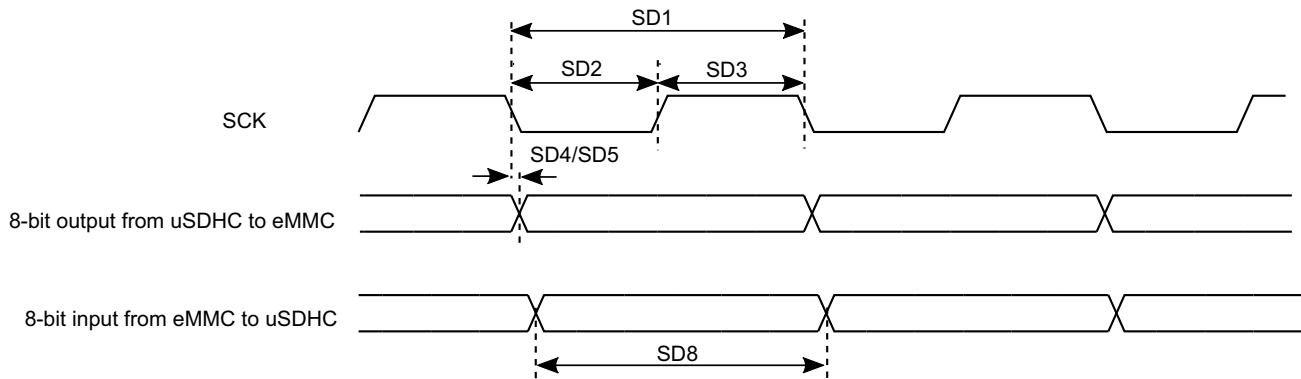 SD1
SD2
SD3
SCK
SD4/SD5
8-bit output from uSDHC to eMMC
8-bit input from eMMC to uSDHC
SD8